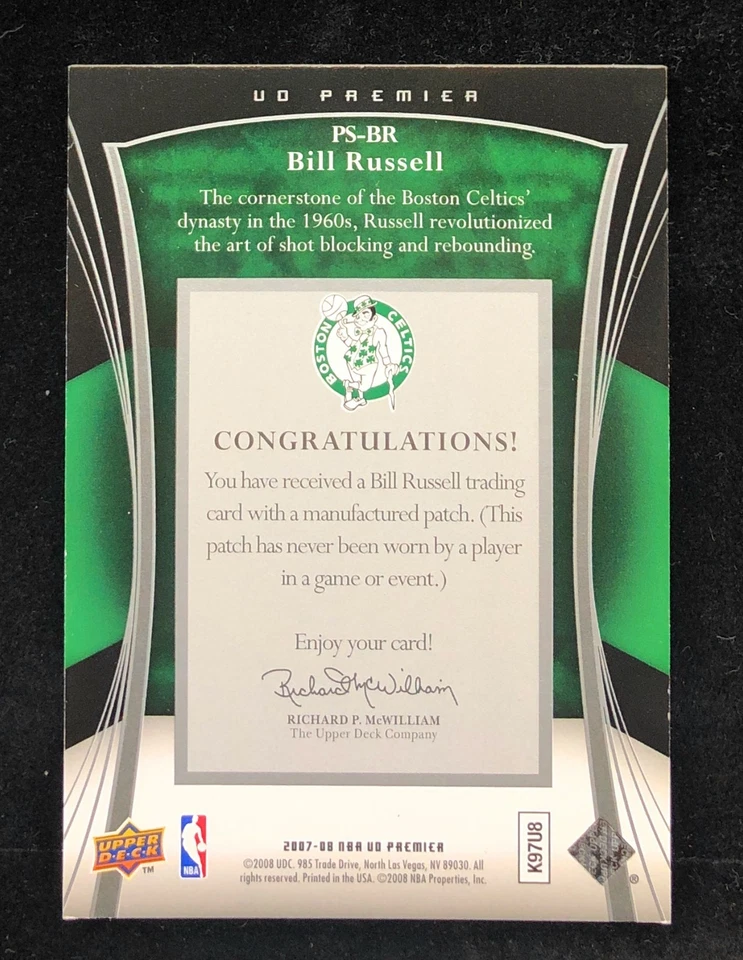 UD PREMIER
PS-BR
Bill Russell
The cornerstone of the Boston Celtics'
dynasty in the 1960s, Russell revolutionized
the art of shot blocking and rebounding.
BOSTON CELTICS
CONGRATULATIONS!
You have received a Bill Russell trading
card with a manufactured patch. (This
patch has never been worn by a player
in a game or event.)
Enjoy your card!
Richard McWilliam
RICHARD P. McWILLIAM
The Upper Deck Company
UPPER
D·E·C·K
TM
NBA
2007-08 NBA UD PREMIER
©2008 UDC. 985 Trade Drive, North Las Vegas, NV 89030. All
rights reserved. Printed in the USA. ©2008 NBA Properties, Inc.
K97U8
®